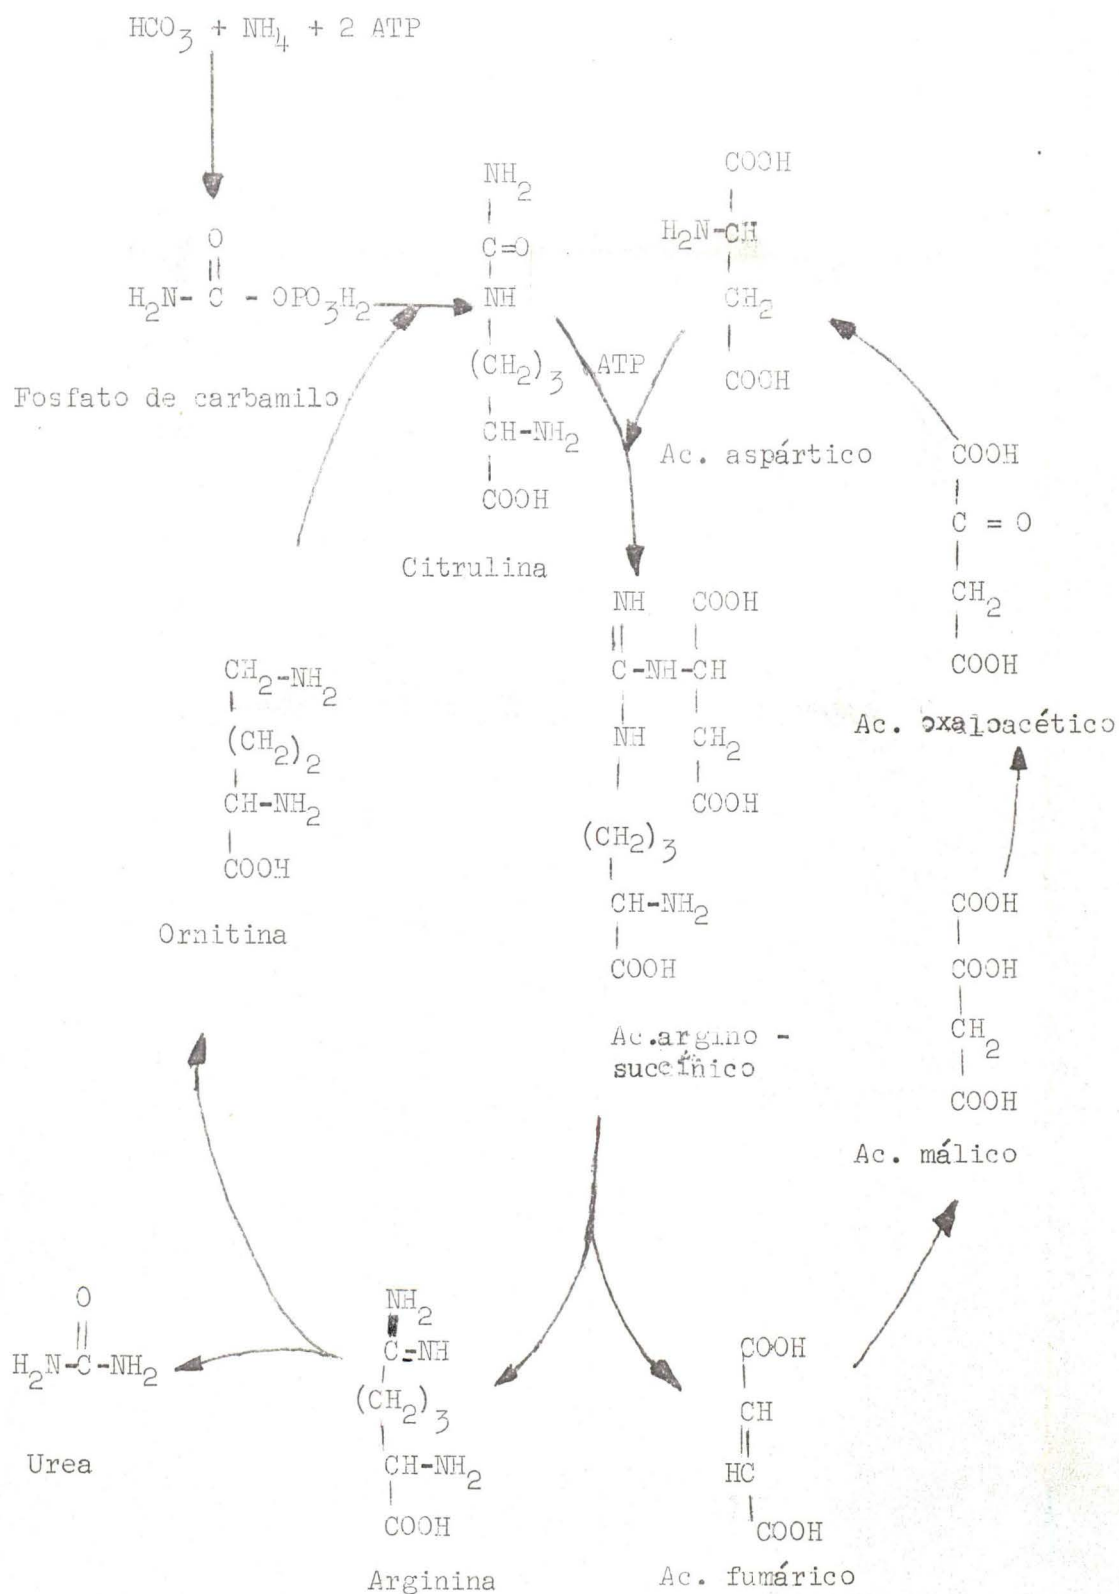 HCO3 + NH4 + 2 ATP
O
||
H2N- C - OPO3H2
Fosfato de carbamilo
NH2
|
C=O
|
NH
|
(CH2)3
|
CH-NH2
|
COOH
Citrulina
ATP
COOH
|
H2N-CH
|
CH2
|
COOH
Ac. aspártico
COOH
|
C = O
|
CH2
|
COOH
Ac. oxaloacético
NH COOH
|| |
C-NH-CH
| |
NH CH2
| |
COOH
(CH2)3
|
CH-NH2
|
COOH
Ac.argino -
succínico
CH2-NH2
|
(CH2)2
|
CH-NH2
|
COOH
Ornitina
COOH
|
COOH
|
CH2
|
COOH
Ac. málico
O
||
H2N-C-NH2
Urea
NH2
||
C-NH
|
(CH2)3
|
CH-NH2
|
COOH
Arginina
COOH
|
CH
||
HC
|
COOH
Ac. fumárico